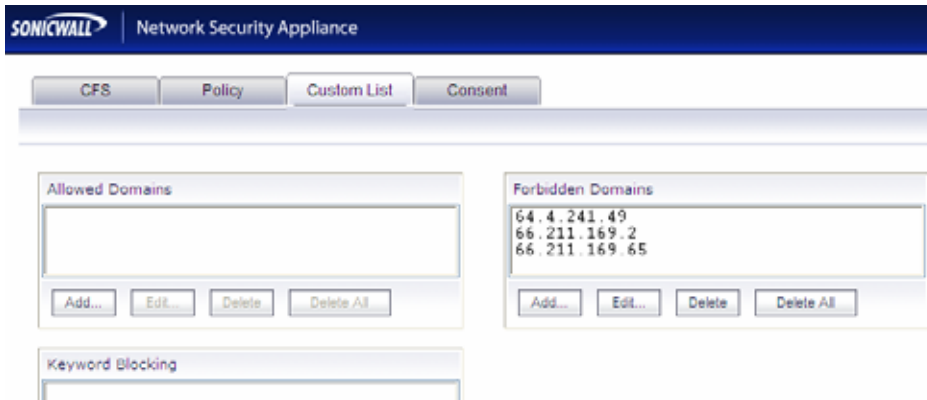 SONICWALL Network Security Appliance
CFS Policy Custom List Consent
Allowed Domains
Add... Edit... Delete Delete All
Forbidden Domains
64.4.241.49
66.211.169.2
66.211.169.65
Add... Edit... Delete Delete All
Keyword Blocking